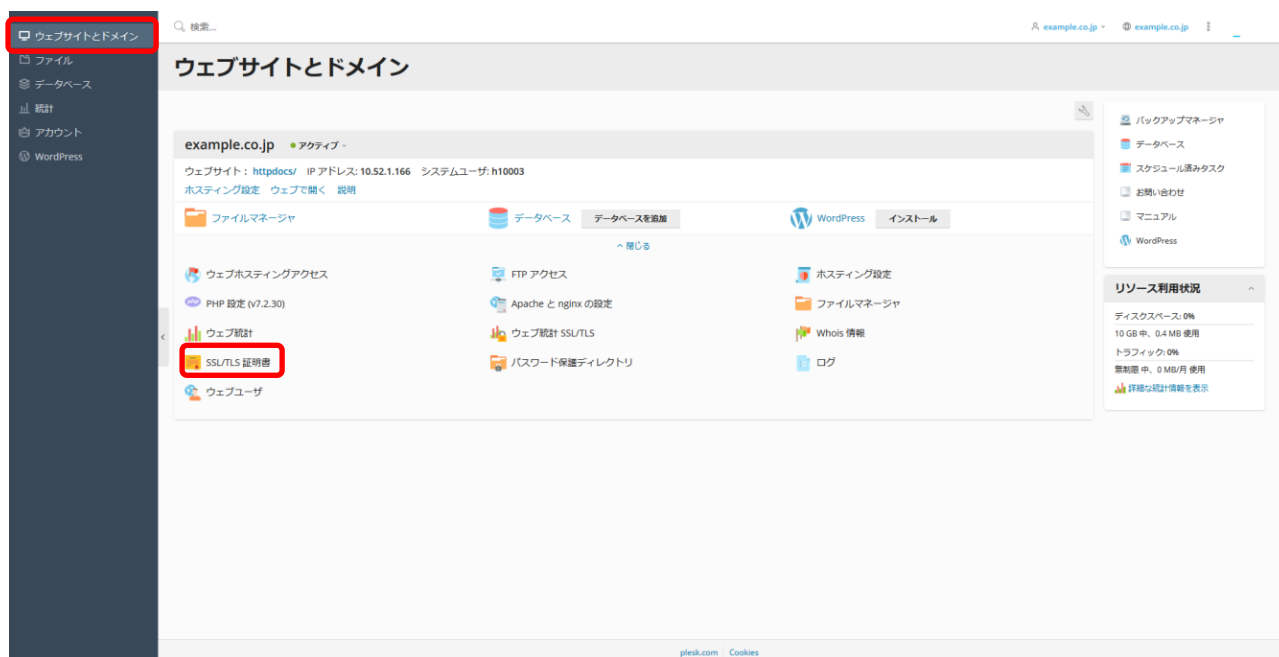 ウェブサイトとドメイン
ファイル
データベース
統計
アカウント
WordPress
検索...
example.co.jp
example.co.jp
ウェブサイトとドメイン
example.co.jp アクティブ
ウェブサイト : httpdocs/ IP アドレス: 10.52.1.166 システムユーザ: h10003
ホスティング設定 ウェブで開く 説明
ファイルマネージャ データベース データベースを追加 WordPress インストール
閉じる
ウェブホスティングアクセス FTP アクセス ホスティング設定
php PHP 設定 (v7.2.30) Apache と nginx の設定 ファイルマネージャ
ウェブ統計 ウェブ統計 SSL/TLS Whois 情報
SSL/TLS 証明書 パスワード保護ディレクトリ ログ
ウェブユーザ
バックアップマネージャ
データベース
スケジュール済みタスク
お問い合わせ
マニュアル
WordPress
リソース利用状況
ディスクスペース: 0%
10 GB 中、0.4 MB 使用
トラフィック: 0%
無制限 中、0 MB/月 使用
詳細な統計情報を表示
plesk.com Cookies